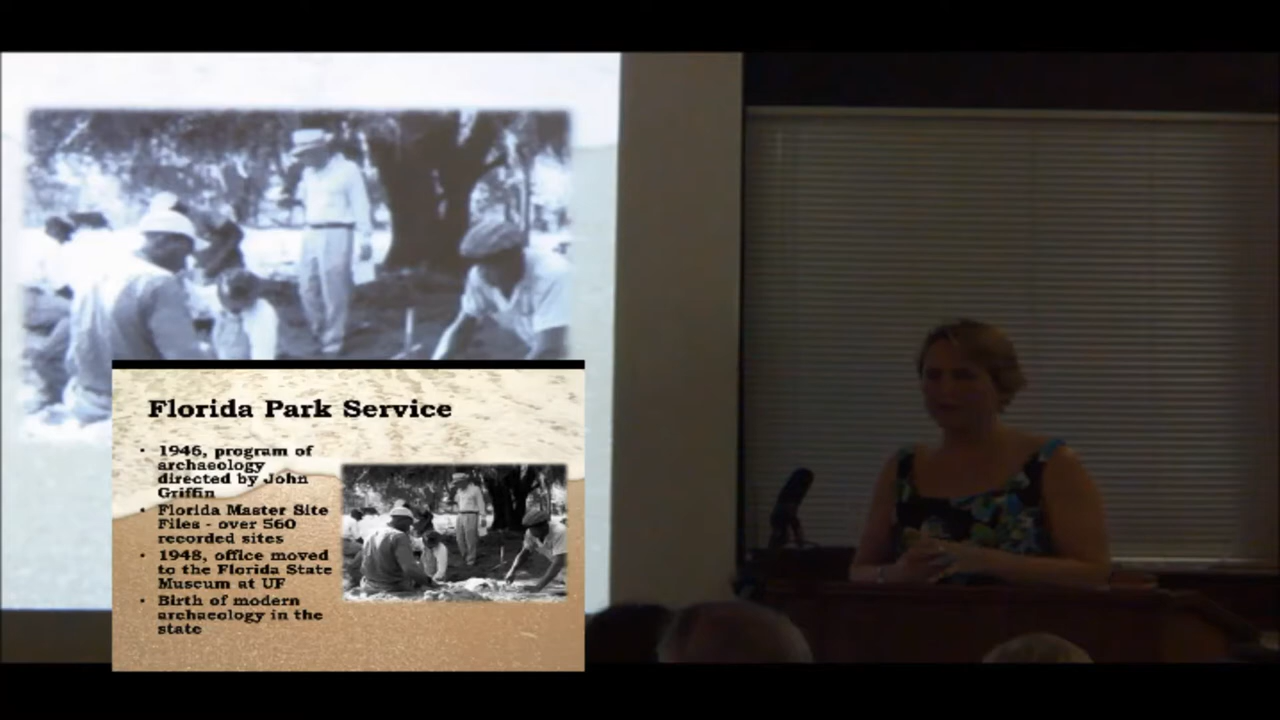 Florida Park Service
• 1946, program of
archaeology
directed by John
Griffin
• Florida Master Site
Files - over 560
recorded sites
• 1948, office moved
to the Florida State
Museum at UF
• Birth of modern
archaeology in the
state